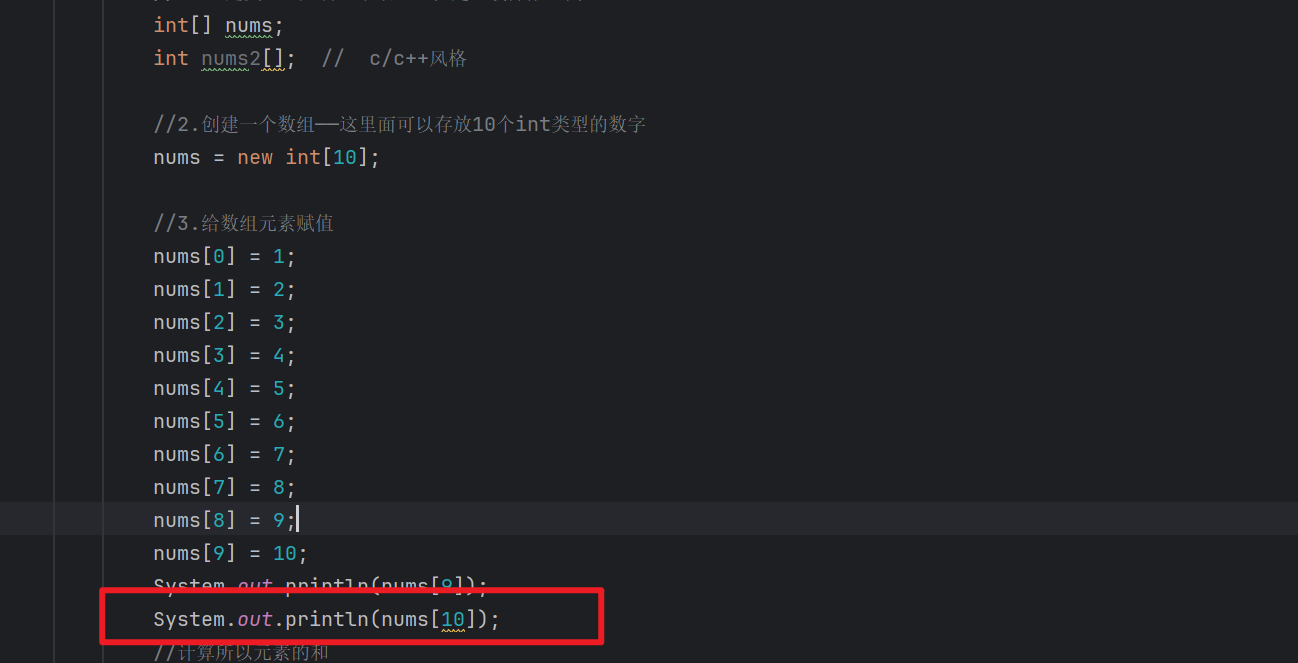 int[] nums;
int nums2[];  //  c/c++风格
//2.创建一个数组——这里面可以存放10个int类型的数字
nums = new int[10];
//3.给数组元素赋值
nums[0] = 1;
nums[1] = 2;
nums[2] = 3;
nums[3] = 4;
nums[4] = 5;
nums[5] = 6;
nums[6] = 7;
nums[7] = 8;
nums[8] = 9;
nums[9] = 10;
System.out.println(nums[9]);
System.out.println(nums[10]);
//计算所以元素的和